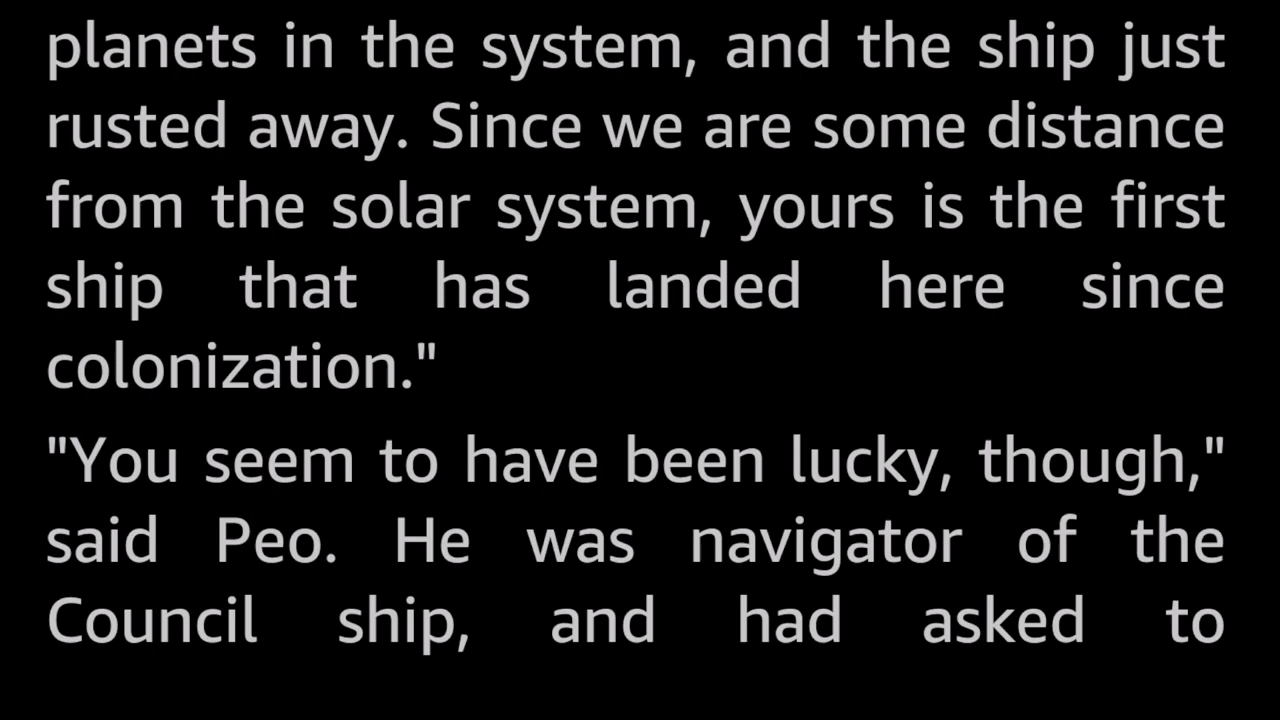 planets in the system, and the ship just
rusted away. Since we are some distance
from the solar system, yours is the first
ship that has landed here since
colonization."
"You seem to have been lucky, though,"
said Peo. He was navigator of the
Council ship, and had asked to